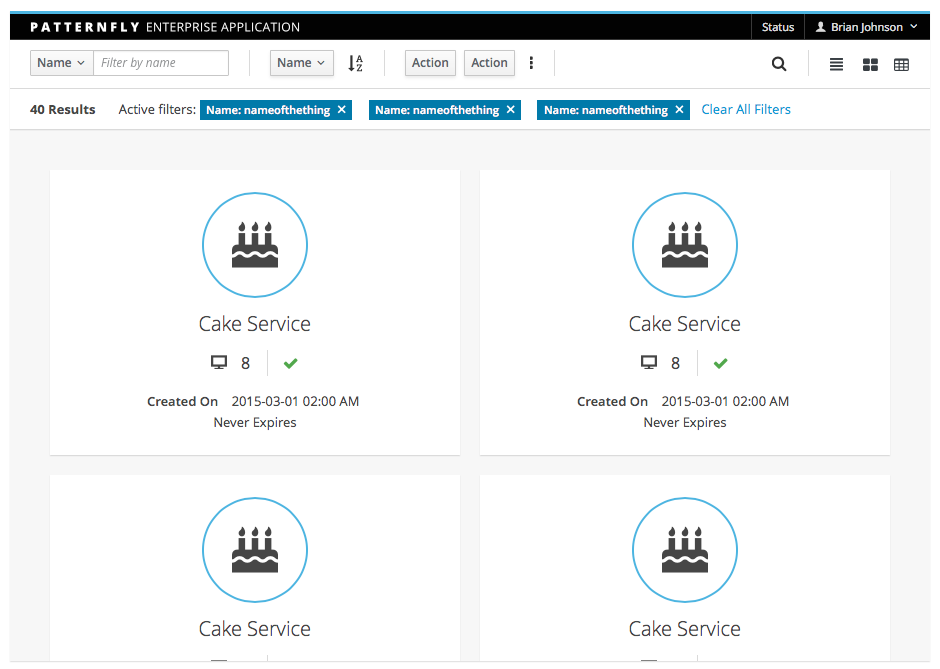 PATTERNFLY ENTERPRISE APPLICATION Status Brian Johnson
Name Filter by name Name A Z Action Action
40 Results Active filters: Name: nameofthething × Name: nameofthething × Name: nameofthething × Clear All Filters
Cake Service
8
Created On 2015-03-01 02:00 AM
Never Expires
Cake Service
8
Created On 2015-03-01 02:00 AM
Never Expires
Cake Service
Cake Service